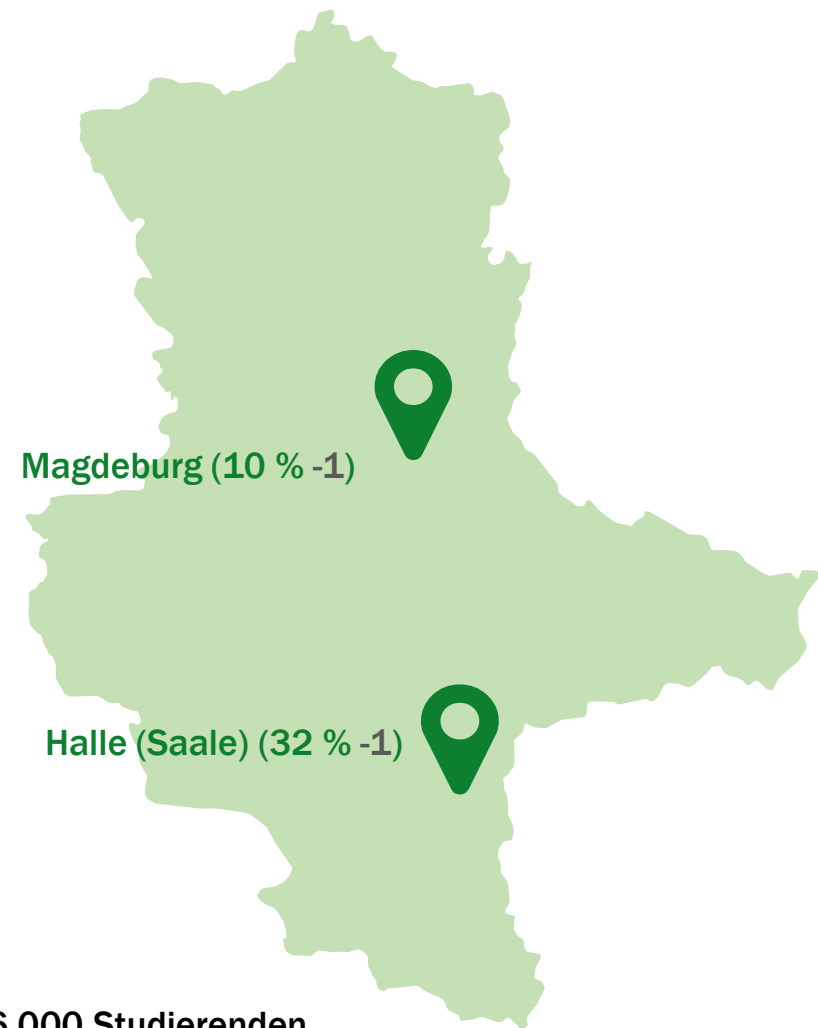 Magdeburg (10 % -1)
Halle (Saale) (32 % -1)
000 Studierenden